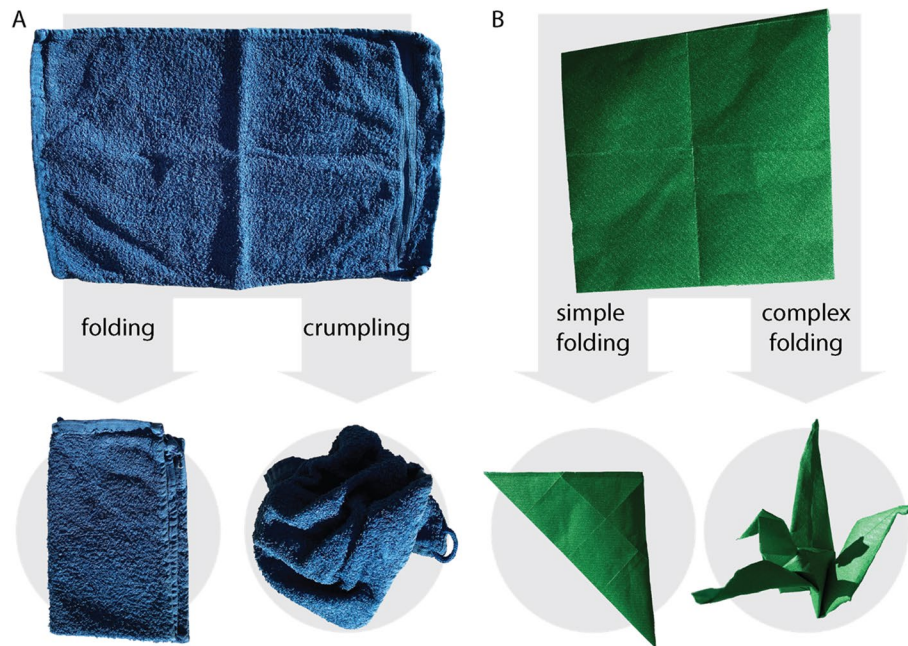 A
B
folding
crumpling
simple
folding
complex
folding